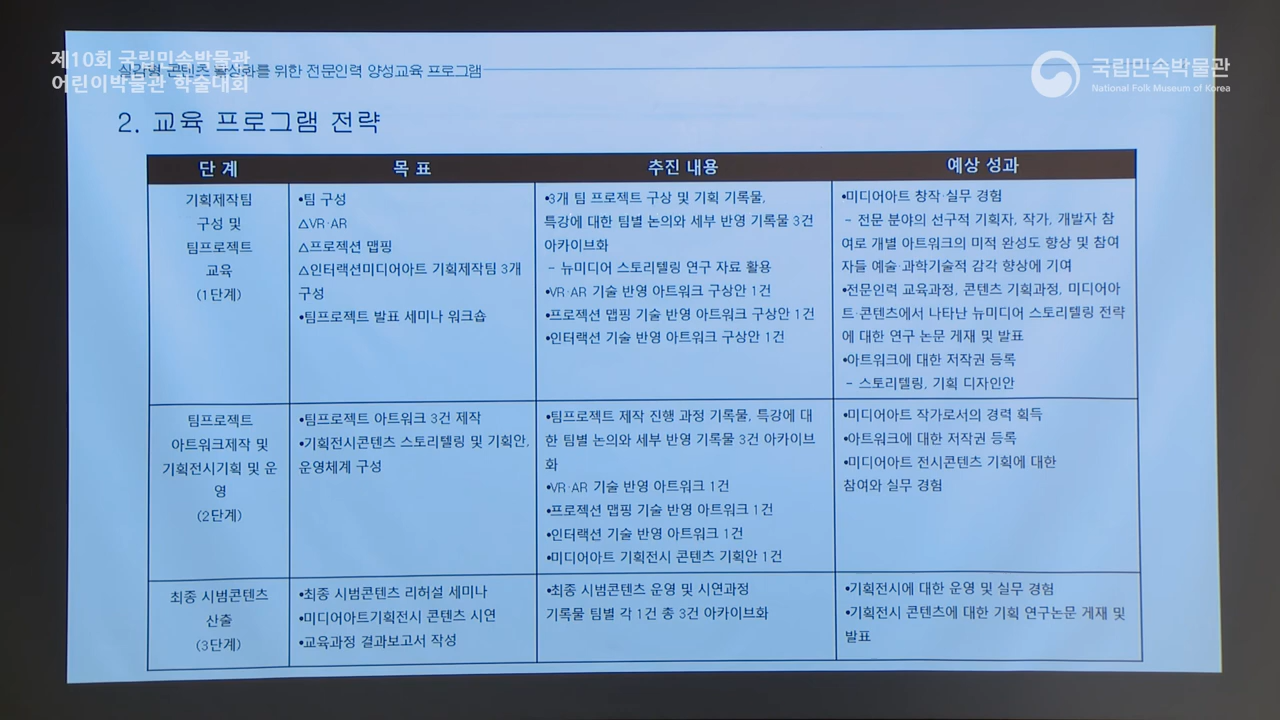 제10회 국립민속박물관
어린이박물관 학술대회
콘텐츠 활성화를 위한 전문인력 양성교육 프로그램
국립민속박물관
National Folk Museum of Korea
2. 교육 프로그램 전략
단 계
목 표
추진 내용
예상 성과
기획제작팀
구성 및
팀프로젝트
교육
(1단계)
•팀 구성
△VR·AR
△프로젝션 맵핑
△인터랙션미디어아트 기획제작팀 3개
구성
•팀프로젝트 발표 세미나 워크숍
•3개 팀 프로젝트 구상 및 기획 기록물,
특강에 대한 팀별 논의와 세부 반영 기록물 3건
아카이브화
- 뉴미디어 스토리텔링 연구 자료 활용
•VR·AR 기술 반영 아트워크 구상안 1건
•프로젝션 맵핑 기술 반영 아트워크 구상안 1건
•인터랙션 기술 반영 아트워크 구상안 1건
•미디어아트 창작·실무 경험
- 전문 분야의 선구적 기획자, 작가, 개발자 참
여로 개별 아트워크의 미적 완성도 향상 및 참여
자들 예술·과학기술적 감각 향상에 기여
•전문인력 교육과정, 콘텐츠 기획과정, 미디어아
트·콘텐츠에서 나타난 뉴미디어 스토리텔링 전략
에 대한 연구 논문 게재 및 발표
•아트워크에 대한 저작권 등록
- 스토리텔링, 기획 디자인안
팀프로젝트
아트워크제작 및
기획전시기획 및 운
영
(2단계)
•팀프로젝트 아트워크 3건 제작
•기획전시콘텐츠 스토리텔링 및 기획안,
운영체계 구성
•팀프로젝트 제작 진행 과정 기록물, 특강에 대
한 팀별 논의와 세부 반영 기록물 3건 아카이브
화
•VR·AR 기술 반영 아트워크 1건
•프로젝션 맵핑 기술 반영 아트워크 1건
•인터랙션 기술 반영 아트워크 1건
•미디어아트 기획전시 콘텐츠 기획안 1건
•미디어아트 작가로서의 경력 획득
•아트워크에 대한 저작권 등록
•미디어아트 전시콘텐츠 기획에 대한
참여와 실무 경험
최종 시범콘텐츠
산출
(3단계)
•최종 시범콘텐츠 리허설 세미나
•미디어아트기획전시 콘텐츠 시연
•교육과정 결과보고서 작성
•최종 시범콘텐츠 운영 및 시연과정
기록물 팀별 각 1건 총 3건 아카이브화
•기획전시에 대한 운영 및 실무 경험
•기획전시 콘텐츠에 대한 기획 연구논문 게재 및
발표